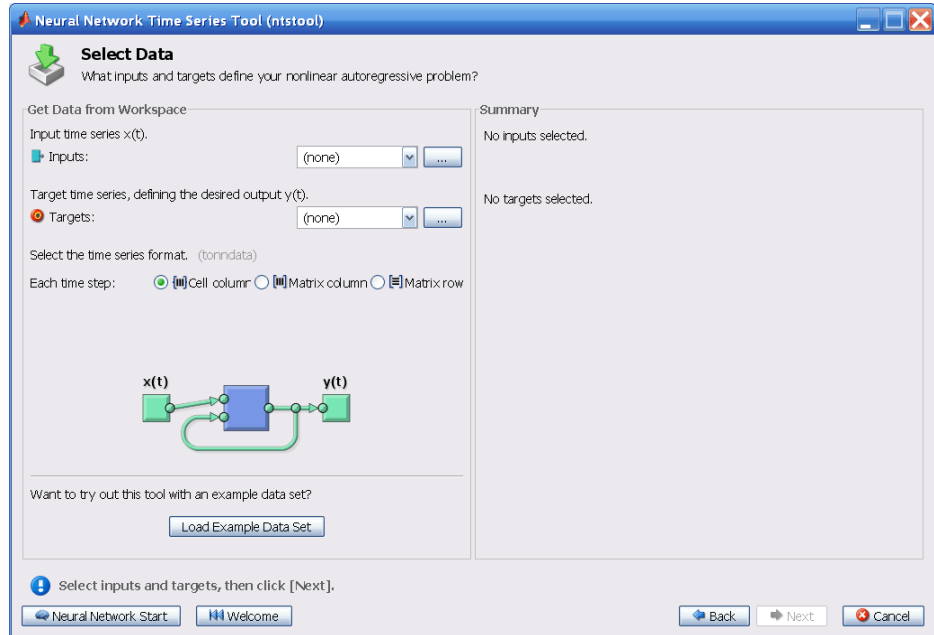 Neural Network Time Series Tool (ntstool)
Select Data
What inputs and targets define your nonlinear autoregressive problem?
Get Data from Workspace
Input time series x(t).
Inputs: (none) ...
Target time series, defining the desired output y(t).
Targets: (none) ...
Select the time series format. (tonndata)
Each time step: Cell column Matrix column Matrix row
x(t) y(t)
Want to try out this tool with an example data set?
Load Example Data Set
Summary
No inputs selected.
No targets selected.
Select inputs and targets, then click [Next].
Neural Network Start Welcome Back Next Cancel